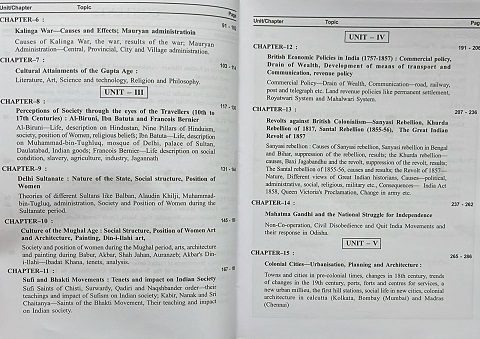 Unit/Chapter Topic Page
CHAPTER-6 : 91 - 102
Kalinga War—Causes and Effects; Mauryan administratioin
Causes of Kalinga War, the war, results of the war; Mauryan
Administration—Central, Provincial, City and Village administration.
CHAPTER-7 :
Cultural Attainments of the Gupta Age :
Literature, Art, Science and technology, Religion and Philosophy.
UNIT — III
CHAPTER-8 :
Perceptions of Society through the eyes of the Travellers (10th to
17th Centuries) : Al-Biruni, Ibn Batuta and Francois Bernier
Al-Biruni—Life, description on Hindustan, Nine Pillars of Hinduism,
society, position of Woman, religious beliefs; Ibn Batuta—Life, description
on Muhammad-bin-Tughluq, mosque of Delhi, palace of Sultan,
Daulatabad, Indian goods; Francois Bernier—Life description on social
condition, slavery, agriculture, industry, Jagannath
CHAPTER-9 :
Delhi Sultanate : Nature of the State, Social structure, Position of
Women
Theories of different Sultans like Balban, Alaudin Khilji, Muhammad-
bin-Tugluq, administration, Society and Position of Women during the
Sultanate period.
CHAPTER-10 :
Culture of the Mughal Age : Social Structure, Position of Women Art
and Architecture, Painting, Din-i-Ilahi art,
Society and position of women during the Mughal period, arts, architecture
and painting during Babur, Akbar, Shah Jahan, Auranzeb; Akbar's Din-
i-Ilahi—Ibadat Khana, tenets, analysis.
CHAPTER-11 :
Sufi and Bhakti Movements : Tenets and impact on Indian Society
Sufi Saints of Chisti, Surwardy, Qadiri and Naqshbander order—their
teachings and impact of Sufism on Indian society; Kabir, Nanak and Sri
Chaitanya—Saints of the Bhakti Movement, Their teaching and impact
on Indian society.
Unit/Chapter Topic Page
UNIT — IV
CHAPTER-12 : 191 - 206
British Economic Policies in India (1757-1857) : Commercial policy,
Drain of Wealth, Development of means of transport and
Communication, revenue policy
Commercial Policy—Drain of Wealth, Communication—road, railway,
post and telegraph etc. Land revenue policies like permanent settlement,
Royatwari System and Mahalwari System.
CHAPTER-13 : 207 - 236
Revolts against British Colonialism—Sanyasi Rebellion, Kharda
Rebellion of 1817, Santal Rebellion (1855-56), The Great Indian
Revolt of 1857
Sanyasi rebellion : Causes of Sanyasi rebellion, Sanyasi rebellion in Bengal
and Bihar, suppression of the rebellion, results; the Kharda rebellion—
causes, Baxi Jagabandhu and the revolt, suppression of the revolt, results;
The Santal rebellion of 1855-56, causes and results; the Revolt of 1857—
Nature, Different views of Great Indian historians, Causes—political,
administrative, social, religious, military etc., Consequences— India Act
1858, Queen Victoria's Proclamation, Change in army etc.
CHAPTER-14 : 237 - 262
Mahatma Gandhi and the National Struggle for Independence
Non-Co-operation, Civil Disobedience and Quit India Movements and
their response in Odisha.
UNIT — V
CHAPTER-15 : 265 - 286
Colonial Cities—Urbanisation, Planning and Architecture :
Towns and cities in pre-colonial times, changes in 18th century, trends
of changes in the 19th century, ports, forts and centres for services, a
new urban milieu, the first hill stations, social life in new cities, colonial
architecture in calcutta (Kolkata, Bombay (Mumbai) and Madras
(Chennai)